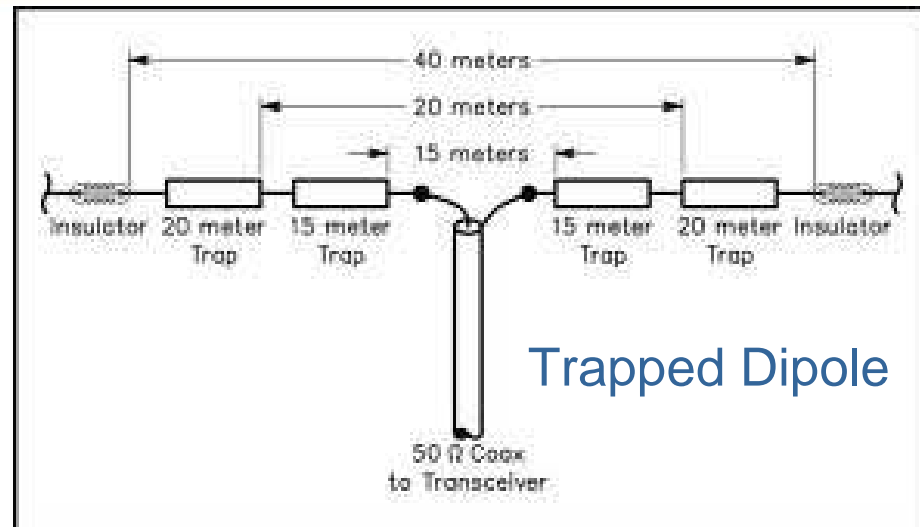 40 meters
20 meters
15 meters
Insulator 20 meter 15 meter 15 meter 20 meter Insulator
Trap Trap Trap Trap
Trapped Dipole
50 Ω Coax
to Transceiver